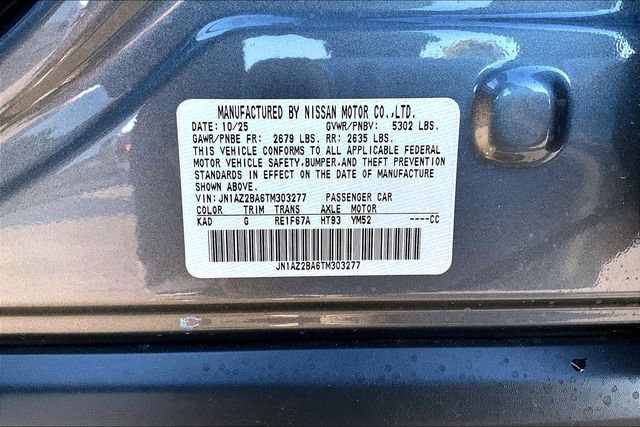 MANUFACTURED BY NISSAN MOTOR CO.,LTD.
DATE: 10/25 GVWR/PNBV: 5302 LBS.
GAWR/PNBE FR: 2679 LBS. RR: 2635 LBS.
THIS VEHICLE CONFORMS TO ALL APPLICABLE FEDERAL
MOTOR VEHICLE SAFETY,BUMPER,AND THEFT PREVENTION
STANDARDS IN EFFECT ON THE DATE OF MANUFACTURE
SHOWN ABOVE.
VIN: JN1AZ2BA6TM303277 PASSENGER CAR
COLOR TRIM TRANS AXLE MOTOR
KAD G RE1F67A HT93 YM52 ----CC
JN1AZ2BA6TM303277